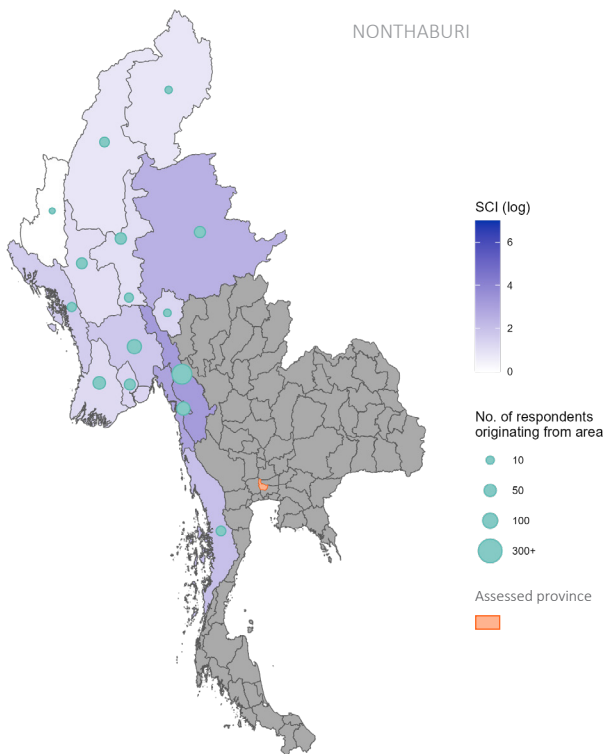 NONTHABURI
SCI (log)
6
4
2
0
No. of respondents
originating from area
10
50
100
300+
Assessed province